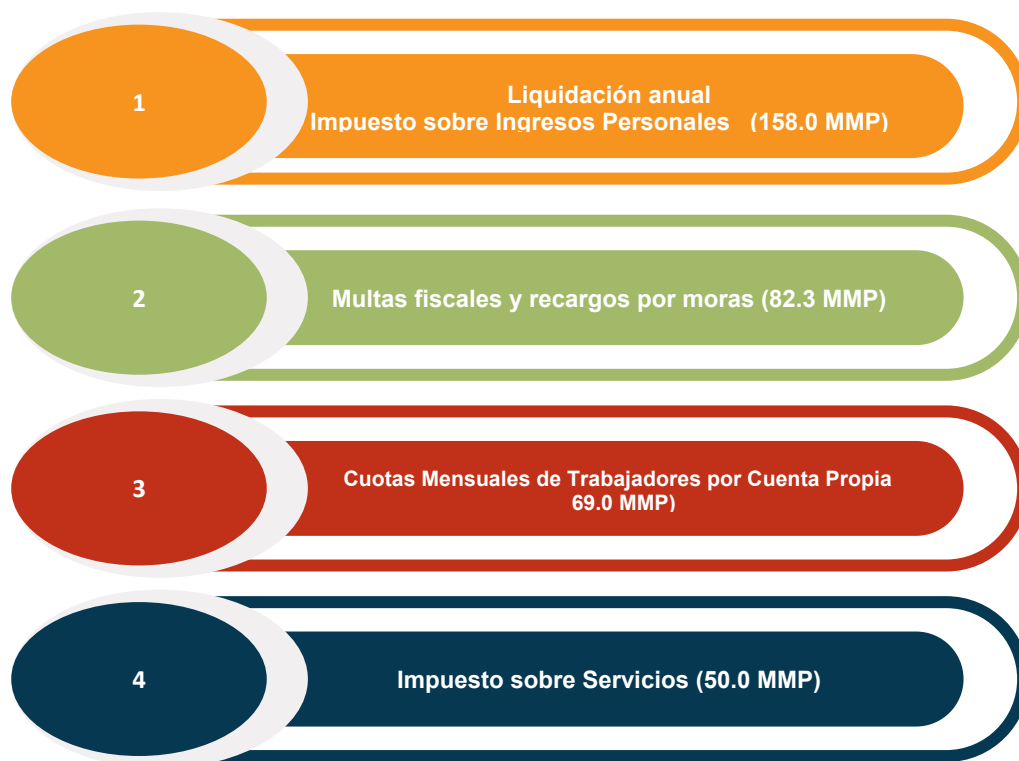 1
Liquidación anual
Impuesto sobre Ingresos Personales (158.0 MMP)
2
Multas fiscales y recargos por moras (82.3 MMP)
3
Cuotas Mensuales de Trabajadores por Cuenta Propia
69.0 MMP)
4
Impuesto sobre Servicios (50.0 MMP)